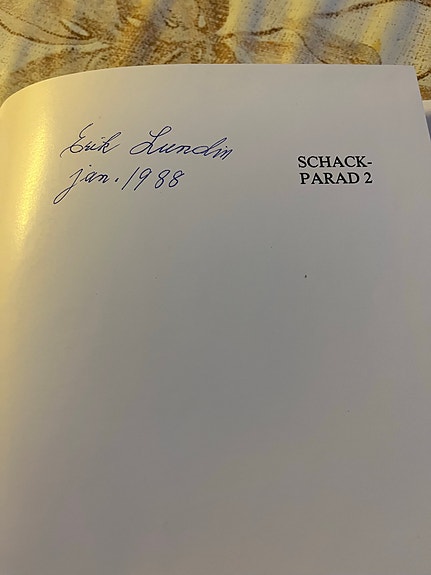 Erik Lundin
jan. 1988
SCHACK-
PARAD 2